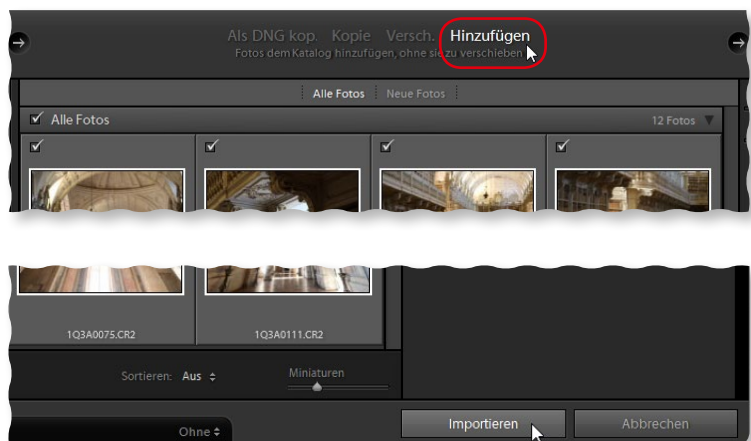 Als DNG kop. Kopie Versch. Hinzufügen
Fotos dem Katalog hinzufügen, ohne sie zu verschieben
Alle Fotos Neue Fotos
Alle Fotos 12 Fotos
1Q3A0075.CR2 1Q3A0111.CR2
Sortieren: Aus Miniaturen
Ohne Importieren Abbrechen